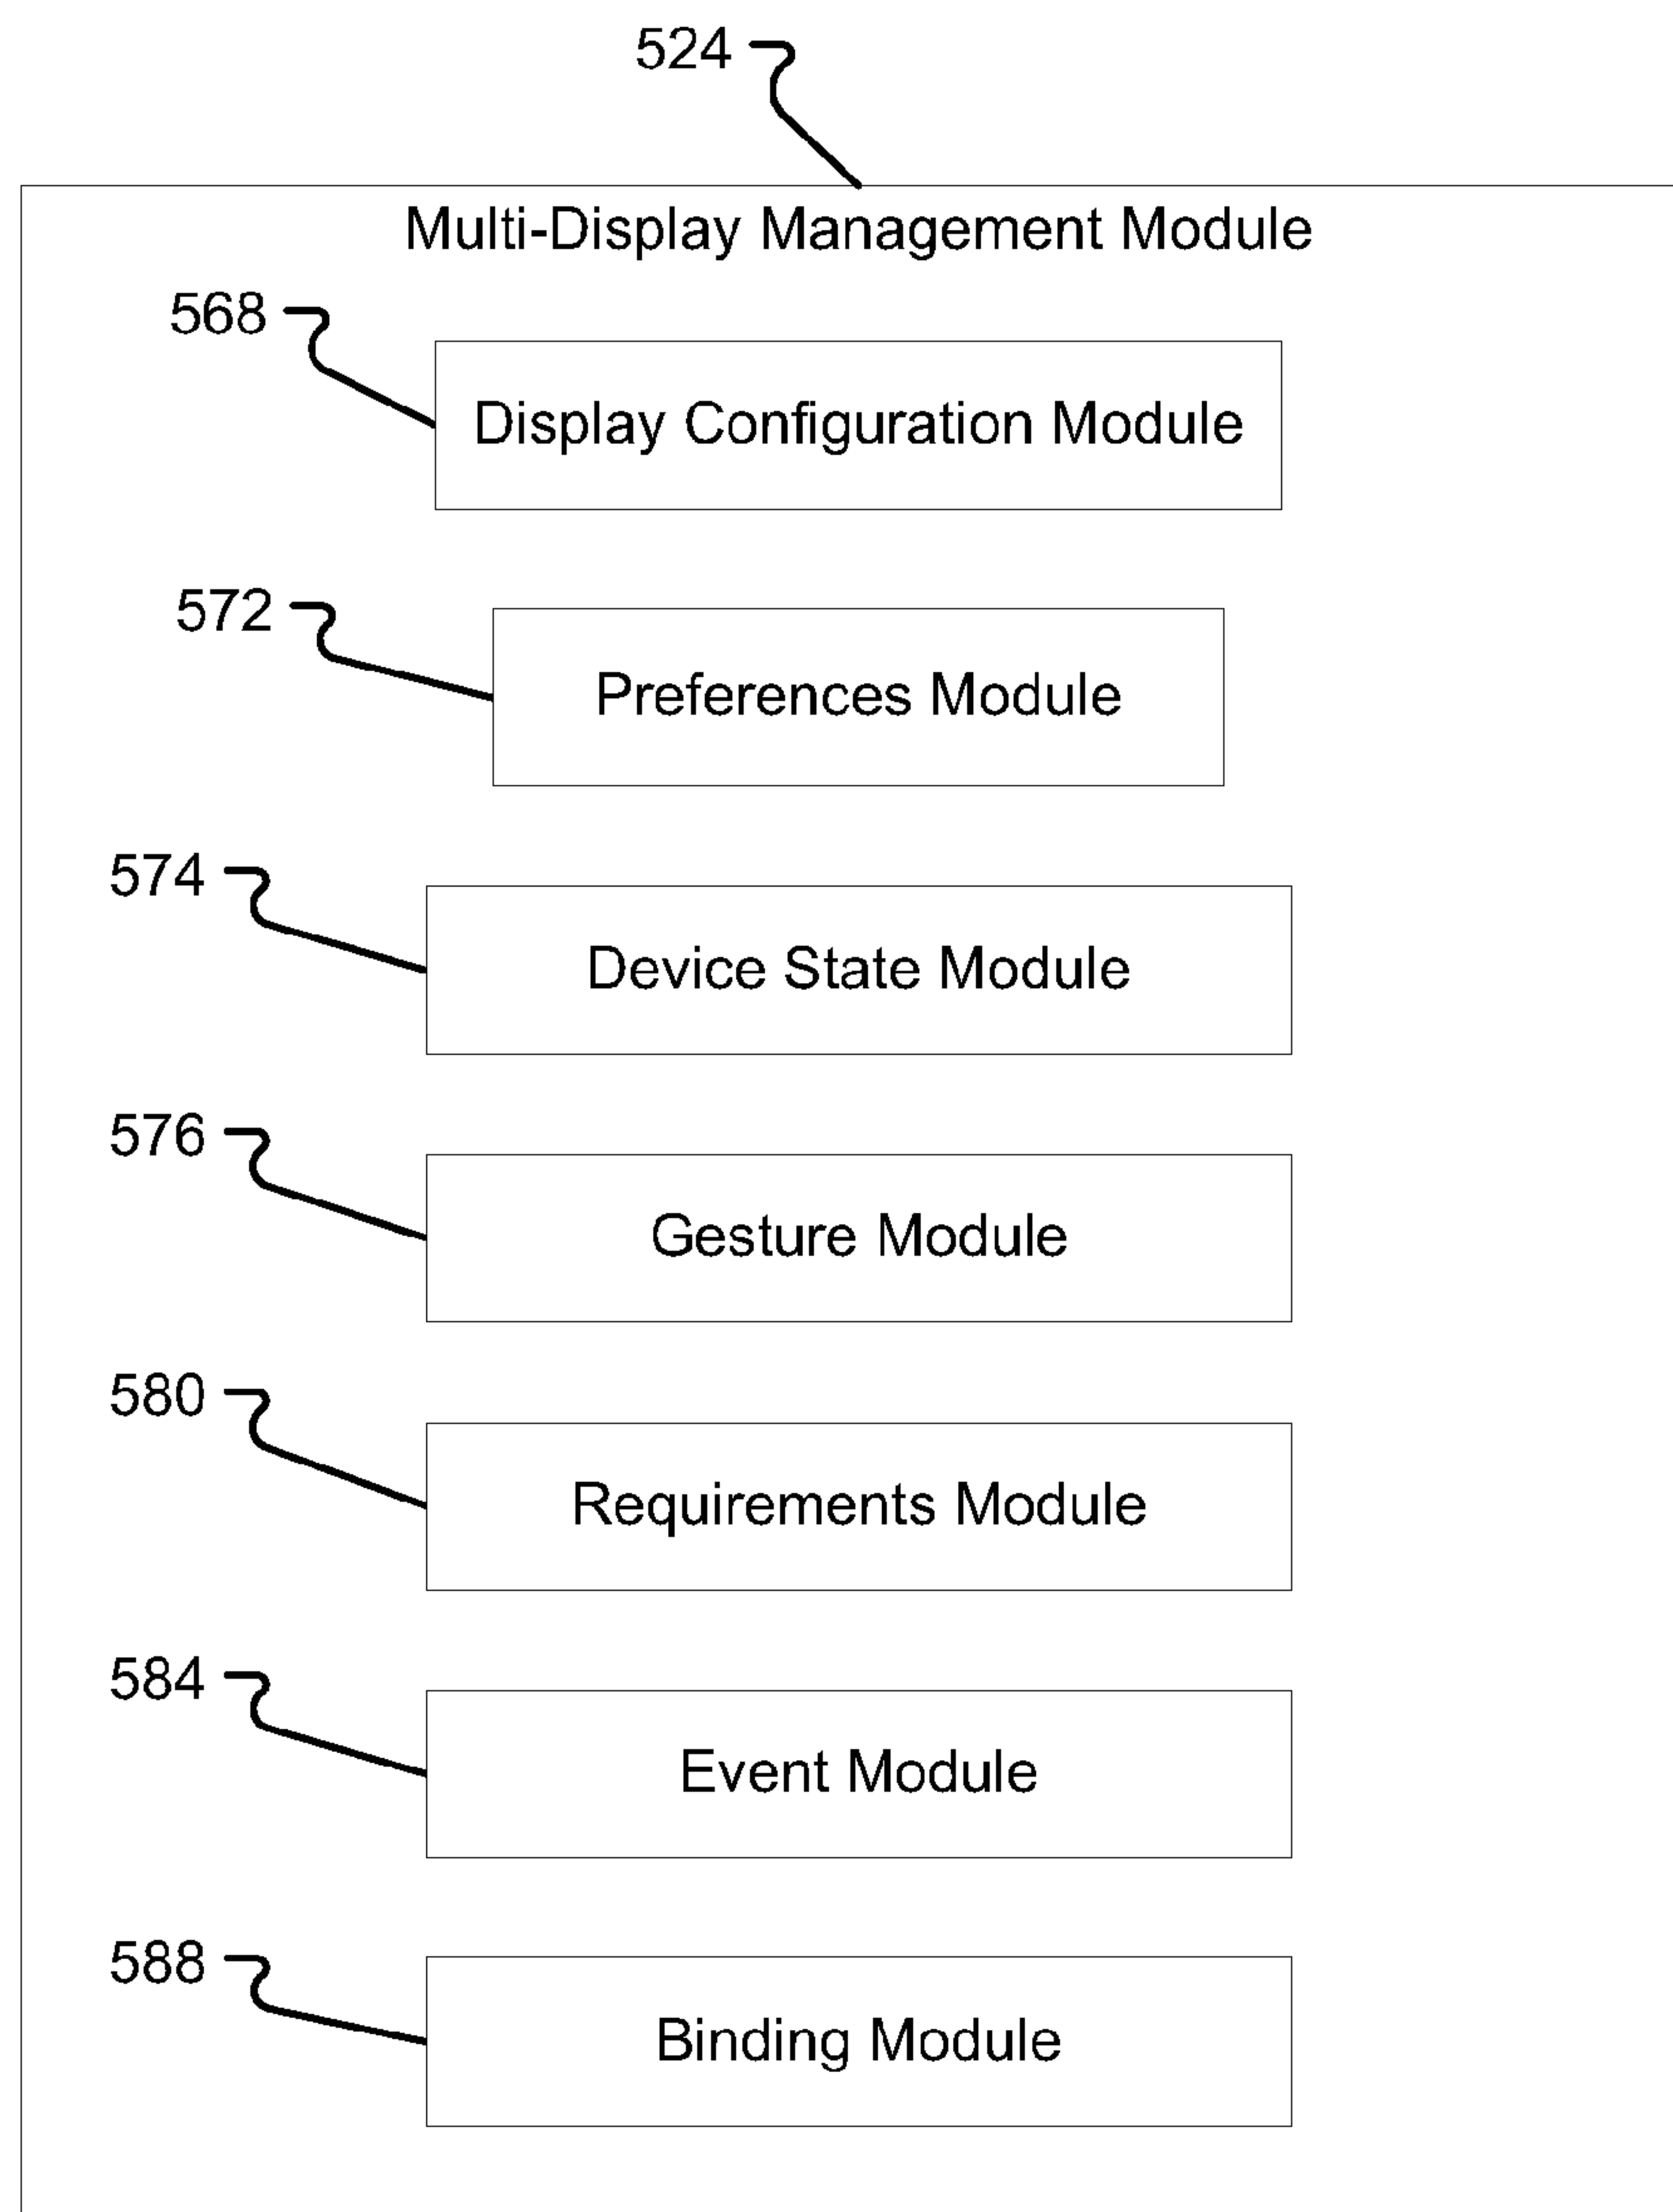 524
Multi-Display Management Module
568
Display Configuration Module
572
Preferences Module
574
Device State Module
576
Gesture Module
580
Requirements Module
584
Event Module
588
Binding Module